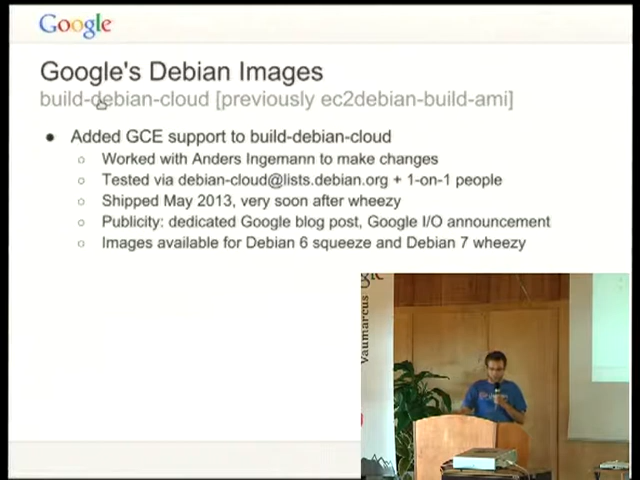 Google
Google's Debian Images
build-debian-cloud [previously ec2debian-build-ami]
Added GCE support to build-debian-cloud
Worked with Anders Ingemann to make changes
Tested via debian-cloud@lists.debian.org + 1-on-1 people
Shipped May 2013, very soon after wheezy
Publicity: dedicated Google blog post, Google I/O announcement
Images available for Debian 6 squeeze and Debian 7 wheezy
Vaumarcus